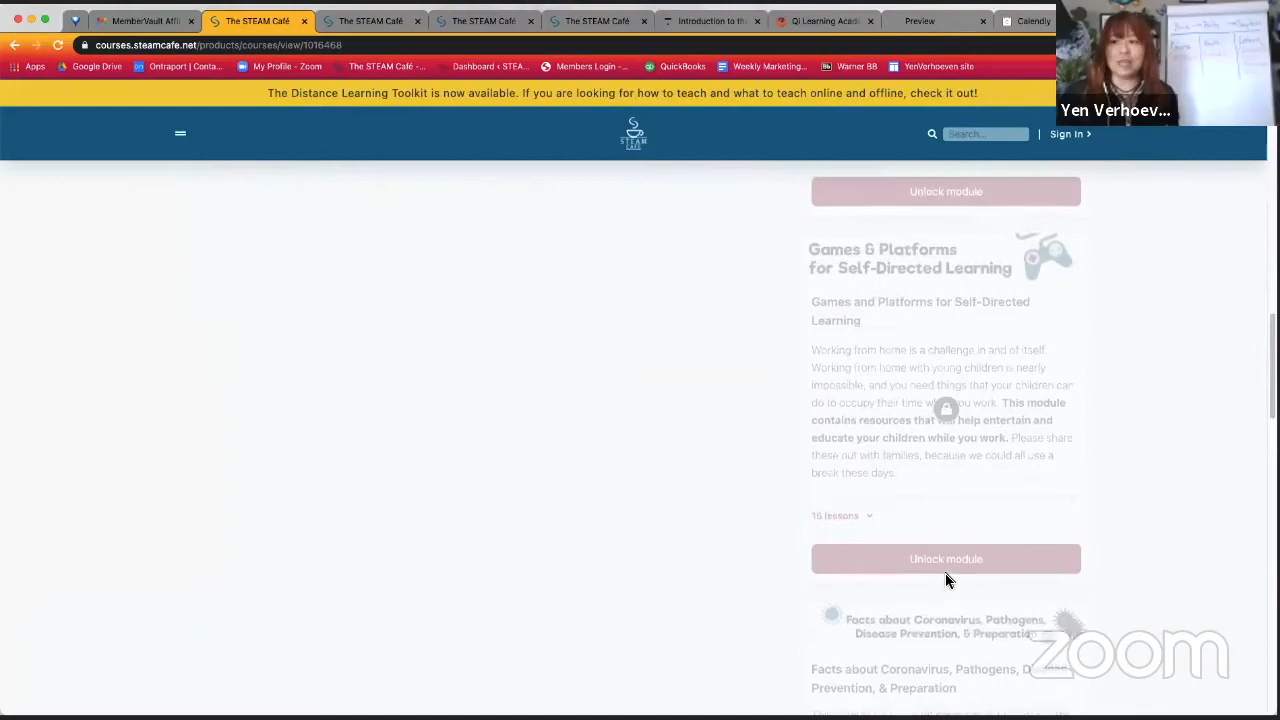 MemberVault Affi
The STEAM Café
The STEAM Café
The STEAM Café
The STEAM Café
Introduction to the
Qi Learning Acade
Preview
Calendly
courses.steamcafe.net/products/courses/view/1016468
Apps
Google Drive
Ontraport | Conta...
My Profile - Zoom
The STEAM Café -...
Dashboard < STEA...
Members Login -...
QuickBooks
Weekly Marketing...
Warner BB
YenVerhoeven site
The Distance Learning Toolkit is now available. If you are looking for how to teach and what to teach online and offline, check it out!
Yen Verhoev...
STEAM
CAFE
Search...
| Sign In >
Unlock module
Games & Platforms
for Self-Directed Learning
Games and Platforms for Self-Directed
Learning
Working from home is a challenge in and of itself.
Working from home with young children is nearly
impossible, and you need things that your children can
do to occupy their time you work. This module
contains resources that will help entertain and
educate your children while you work. Please share
these out with families, because we could all use a
break these days.
15 lessons
Unlock module
Facts about Coronavirus, Pathogens,
Disease Prevention, & Preparation
Facts about Coronavirus, Pathogens, Disease
Prevention, & Preparation
zoom